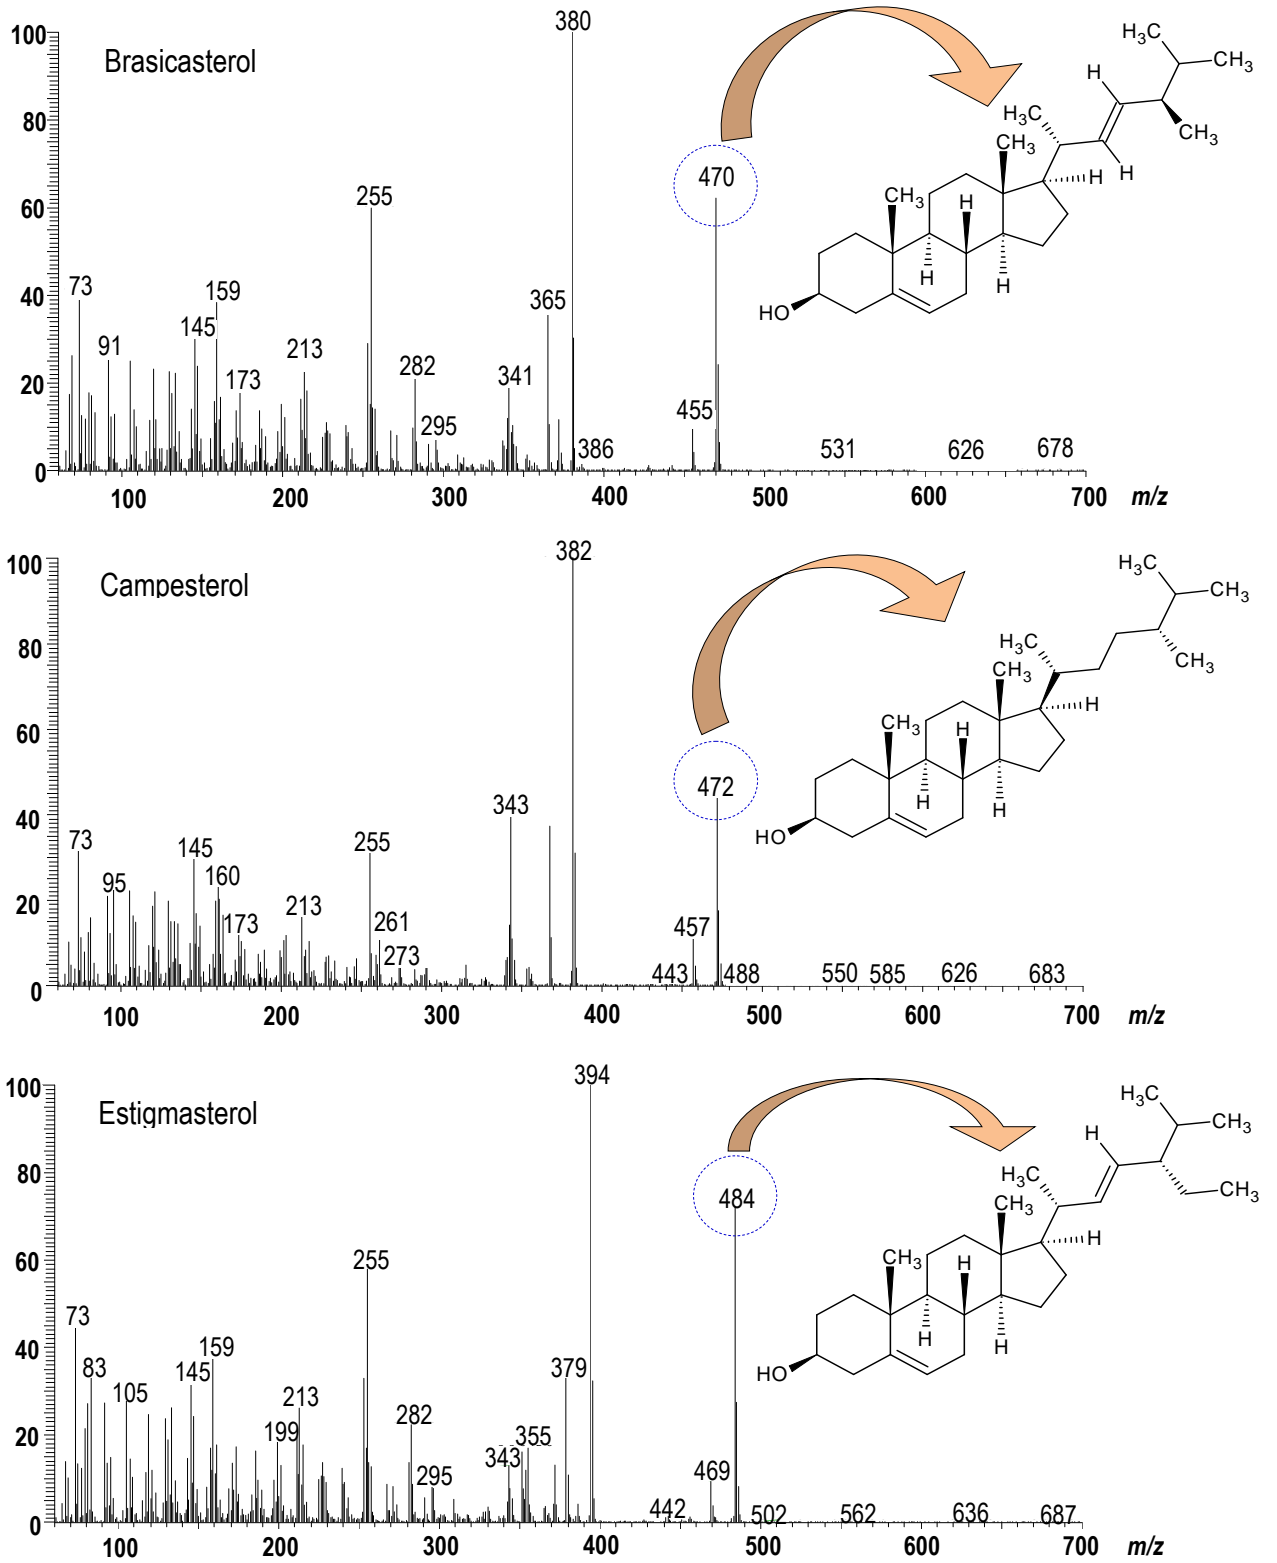 Brasicasterol
100
80
60
40
20
0
380
470
255
73
159
145
91
213
173
365
282
341
295
455
386
531
626
678
100
200
300
400
500
600
700
m/z
H₃C
CH₃
H
H₃C
CH₃
CH₃
H
H
CH₃
H
H
H
HO
Campesterol
100
80
60
40
20
0
382
472
343
73
145
255
160
95
213
173
261
273
457
443
488
550
585
626
683
100
200
300
400
500
600
700
m/z
H₃C
CH₃
H₃C
CH₃
CH₃
H
CH₃
H
H
H
HO
Estigmasterol
100
80
60
40
20
0
394
484
255
73
159
83
145
105
379
213
282
199
355
343
295
469
442
502
562
636
687
100
200
300
400
500
600
700
m/z
H₃C
CH₃
H
H₃C
CH₃
CH₃
H
CH₃
H
H
H
HO